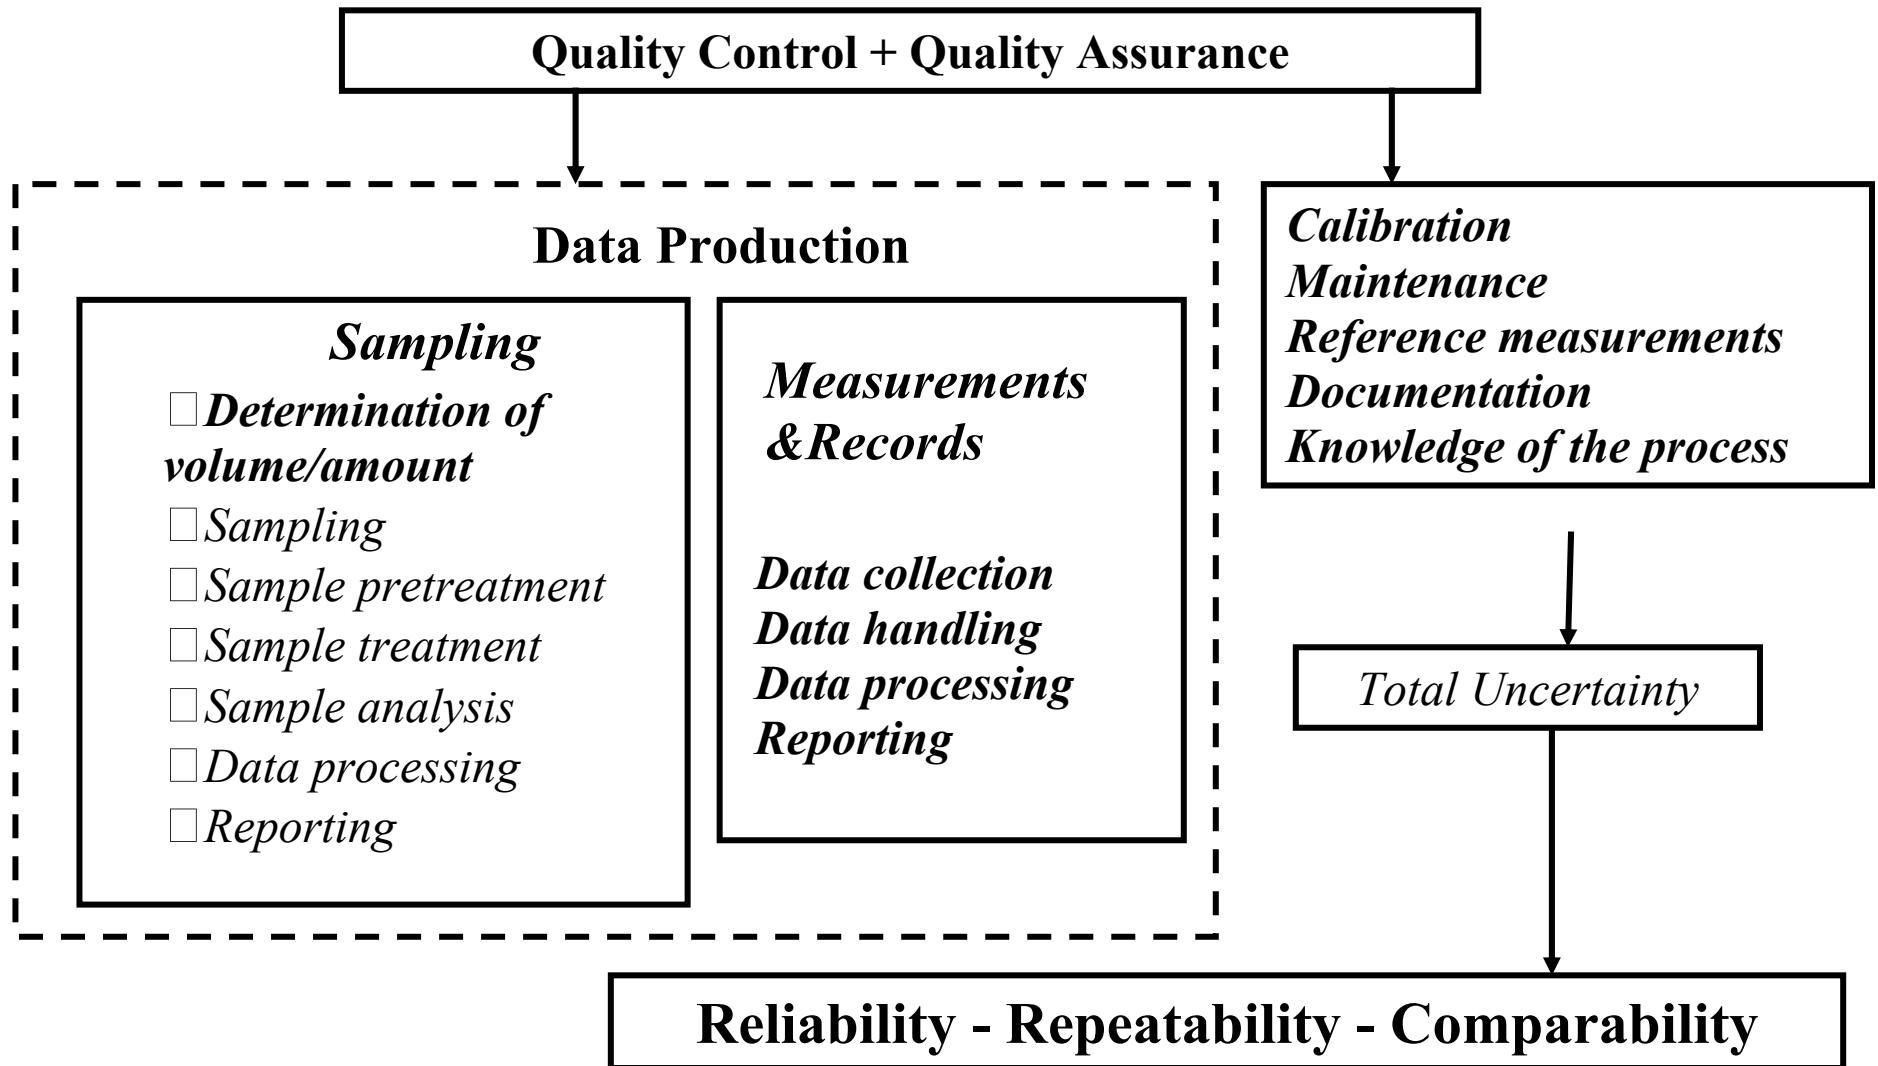 Quality Control + Quality Assurance
Data Production
Sampling
□Determination of
volume/amount
□Sampling
□Sample pretreatment
□Sample treatment
□Sample analysis
□Data processing
□Reporting
Measurements
&Records
Data collection
Data handling
Data processing
Reporting
Calibration
Maintenance
Reference measurements
Documentation
Knowledge of the process
Total Uncertainty
Reliability - Repeatability - Comparability